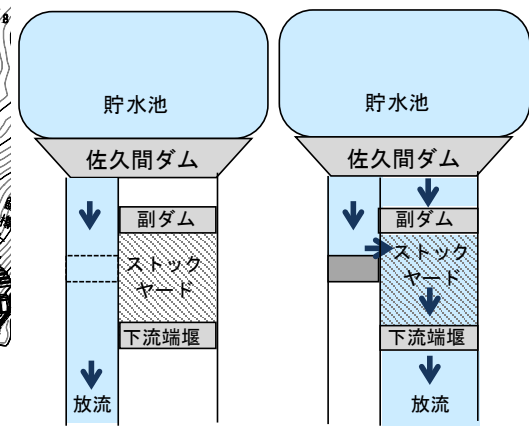 8
貯水池
佐久間ダム
副ダム
ストック
ヤード
下流端堰
放流
貯水池
佐久間ダム
副ダム
ストック
ヤード
下流端堰
放流